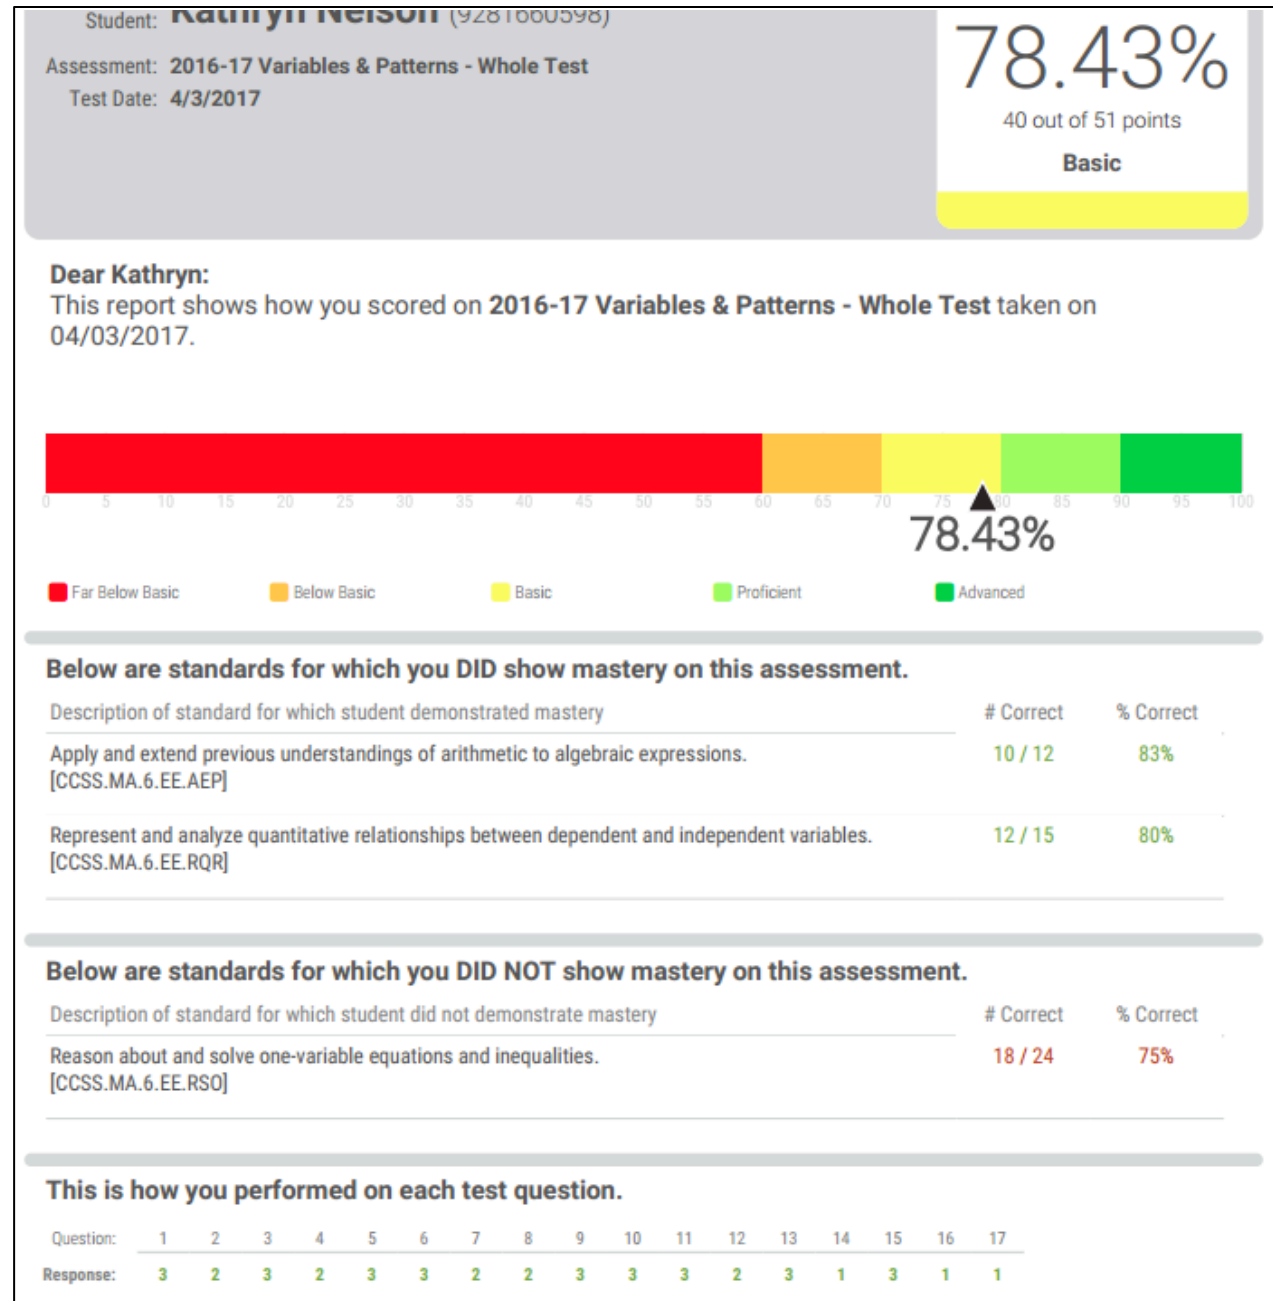 Student: Kathryn Nelson (9281660598)
78.43%
Assessment: 2016-17 Variables & Patterns - Whole Test
Test Date: 4/3/2017
40 out of 51 points
Basic
Dear Kathryn:
This report shows how you scored on 2016-17 Variables & Patterns - Whole Test taken on
04/03/2017.
0 5 10 15 20 25 30 35 40 45 50 55 60 65 70 75 80 85 90 95 100
78.43%
Far Below Basic Below Basic Basic Proficient Advanced
Below are standards for which you DID show mastery on this assessment.
Description of standard for which student demonstrated mastery # Correct % Correct
Apply and extend previous understandings of arithmetic to algebraic expressions. 10 / 12 83%
[CCSS.MA.6.EE.AEP]
Represent and analyze quantitative relationships between dependent and independent variables. 12 / 15 80%
[CCSS.MA.6.EE.RQR]
Below are standards for which you DID NOT show mastery on this assessment.
Description of standard for which student did not demonstrate mastery # Correct % Correct
Reason about and solve one-variable equations and inequalities. 18 / 24 75%
[CCSS.MA.6.EE.RSO]
This is how you performed on each test question.
Question: 1 2 3 4 5 6 7 8 9 10 11 12 13 14 15 16 17
Response: 3 2 3 2 3 3 2 2 3 3 3 2 3 1 3 1 1